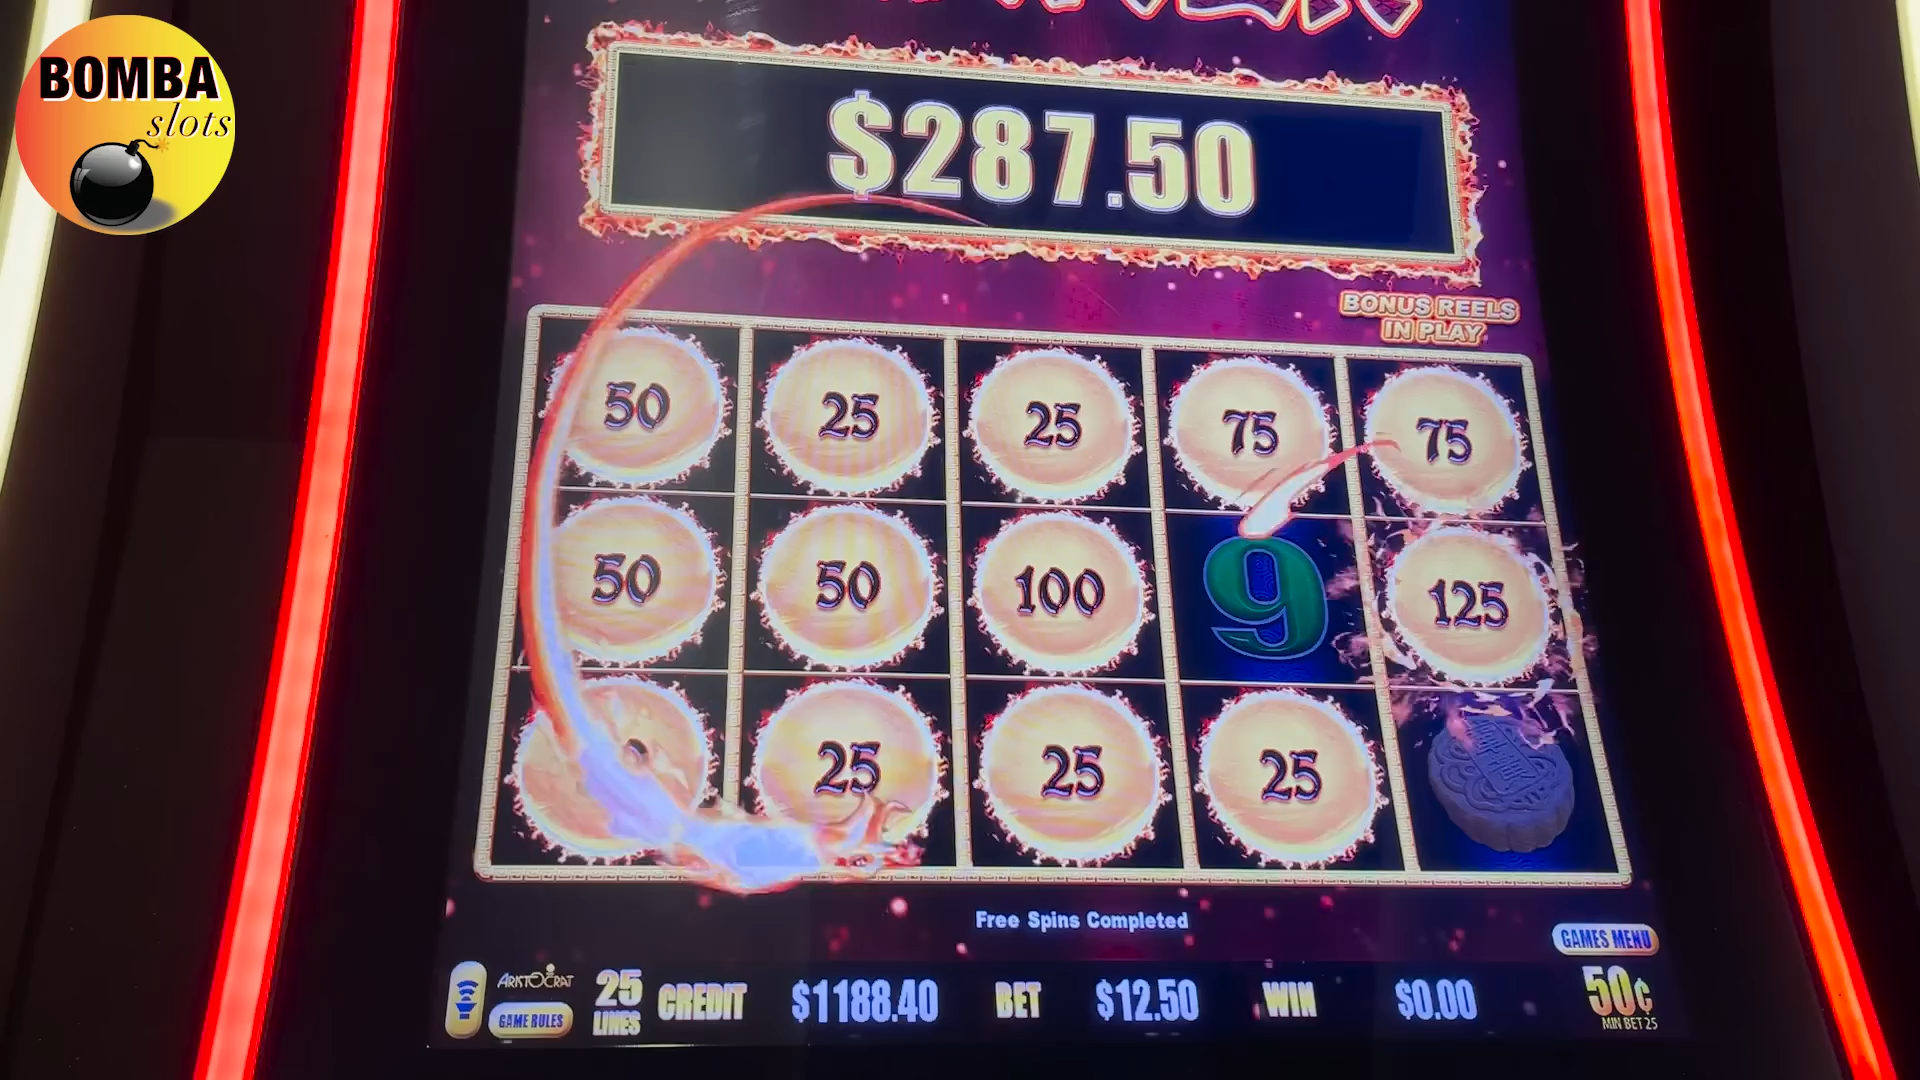 BOMBA
slots
$287.50
BONUS REELS
IN PLAY
50 25 25 75 75
50 50 100 9 125
25 25 25
Free Spins Completed
GAMES MENU
ARISTOCRAT
GAME RULES
25
LINES
CREDIT $1188.40 BET $12.50 WIN $0.00
50¢
MIN BET 25